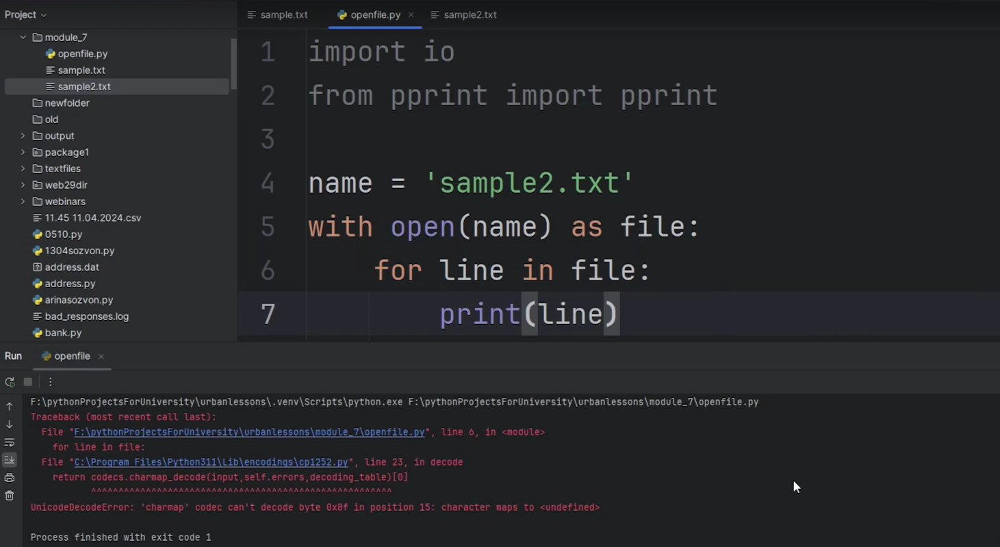 Project
module_7
openfile.py
sample.txt
sample2.txt
newfolder
old
output
package1
textfiles
web29dir
webinars
11.45 11.04.2024.csv
0510.py
1304sozvon.py
address.dat
address.py
arinasozvon.py
bad_responses.log
bank.py
sample.txt
openfile.py
sample2.txt
1 import io
2 from pprint import pprint
3
4 name = 'sample2.txt'
5 with open(name) as file:
6     for line in file:
7         print(line)
Run openfile
F:\pythonProjectsForUniversity\urbanlessons\.venv\Scripts\python.exe F:\pythonProjectsForUniversity\urbanlessons\module_7\openfile.py
Traceback (most recent call last):
  File "F:\pythonProjectsForUniversity\urbanlessons\module_7\openfile.py", line 6, in <module>
    for line in file:
  File "C:\Program Files\Python311\Lib\encodings\cp1252.py", line 23, in decode
    return codecs.charmap_decode(input,self.errors,decoding_table)[0]
           ^^^^^^^^^^^^^^^^^^^^^^^^^^^^^^^^^^^^^^^^^^^^^^^^^^^^^^^
UnicodeDecodeError: 'charmap' codec can't decode byte 0x8f in position 15: character maps to <undefined>
Process finished with exit code 1